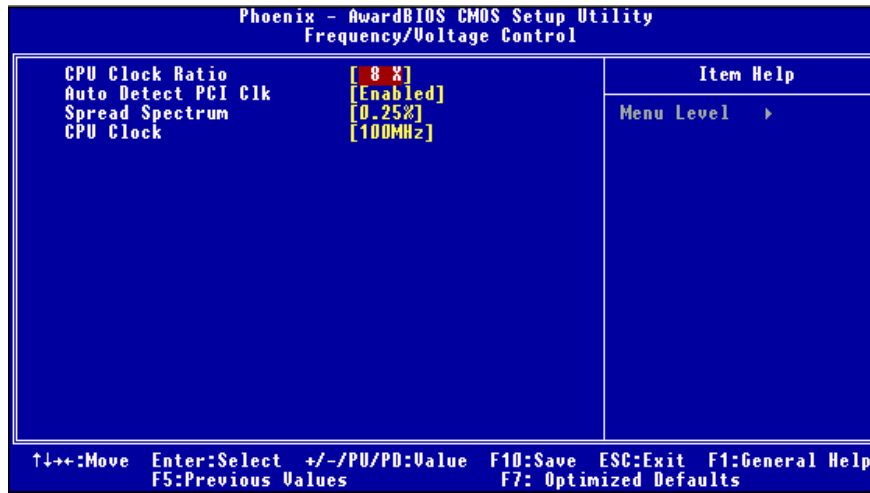 Phoenix - AwardBIOS CMOS Setup Utility
Frequency/Voltage Control
CPU Clock Ratio [ 8 X]
Auto Detect PCI Clk [Enabled]
Spread Spectrum [0.25%]
CPU Clock [100MHz]
Item Help
Menu Level ▸
↑↓→←:Move Enter:Select +/-/PU/PD:Value F10:Save ESC:Exit F1:General Help
F5:Previous Values F7: Optimized Defaults